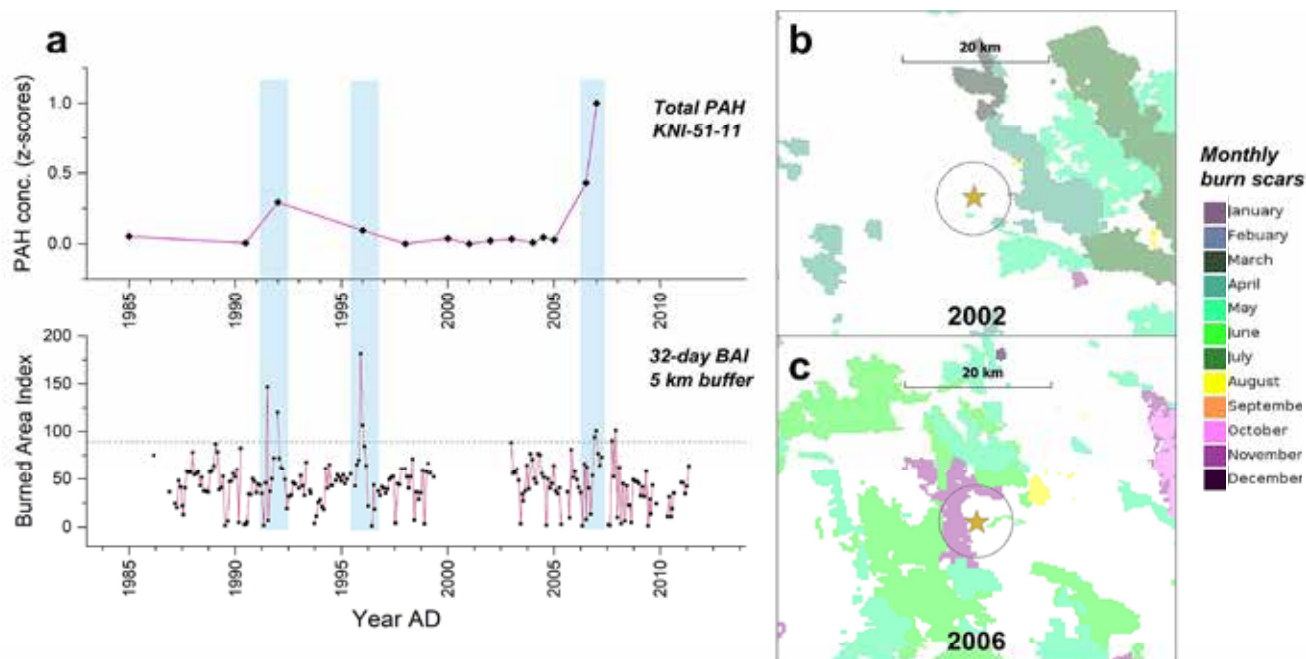 a
PAH conc. (z-scores)
1.0
0.5
0.0
Total PAH
KNI-51-11
1985
1990
1995
2000
2005
2010
Burned Area Index
200
150
100
50
0
32-day BAI
5 km buffer
1985
1990
1995
2000
2005
2010
Year AD
b
20 km
2002
c
20 km
2006
Monthly
burn scars
January
Febuary
March
April
May
June
July
August
Septembe
October
November
December